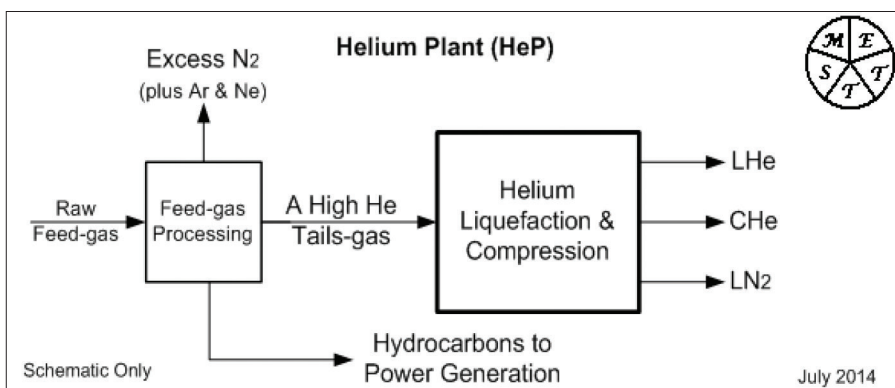 Helium Plant (HeP)
M E
S T
T
Excess N2
(plus Ar & Ne)
Raw
Feed-gas
Feed-gas
Processing
A High He
Tails-gas
Helium
Liquefaction &
Compression
LHe
CHe
LN2
Hydrocarbons to
Power Generation
Schematic Only
July 2014